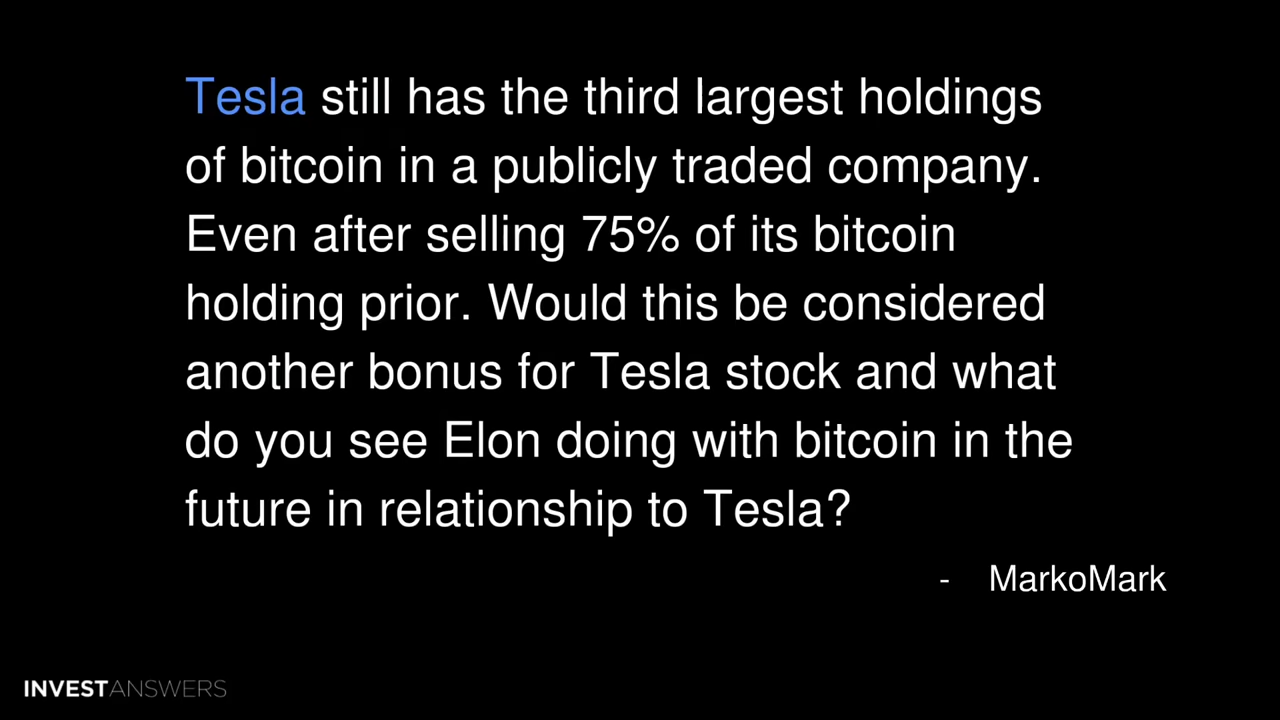 Tesla still has the third largest holdings
of bitcoin in a publicly traded company.
Even after selling 75% of its bitcoin
holding prior. Would this be considered
another bonus for Tesla stock and what
do you see Elon doing with bitcoin in the
future in relationship to Tesla?
- MarkoMark
INVESTANSWERS